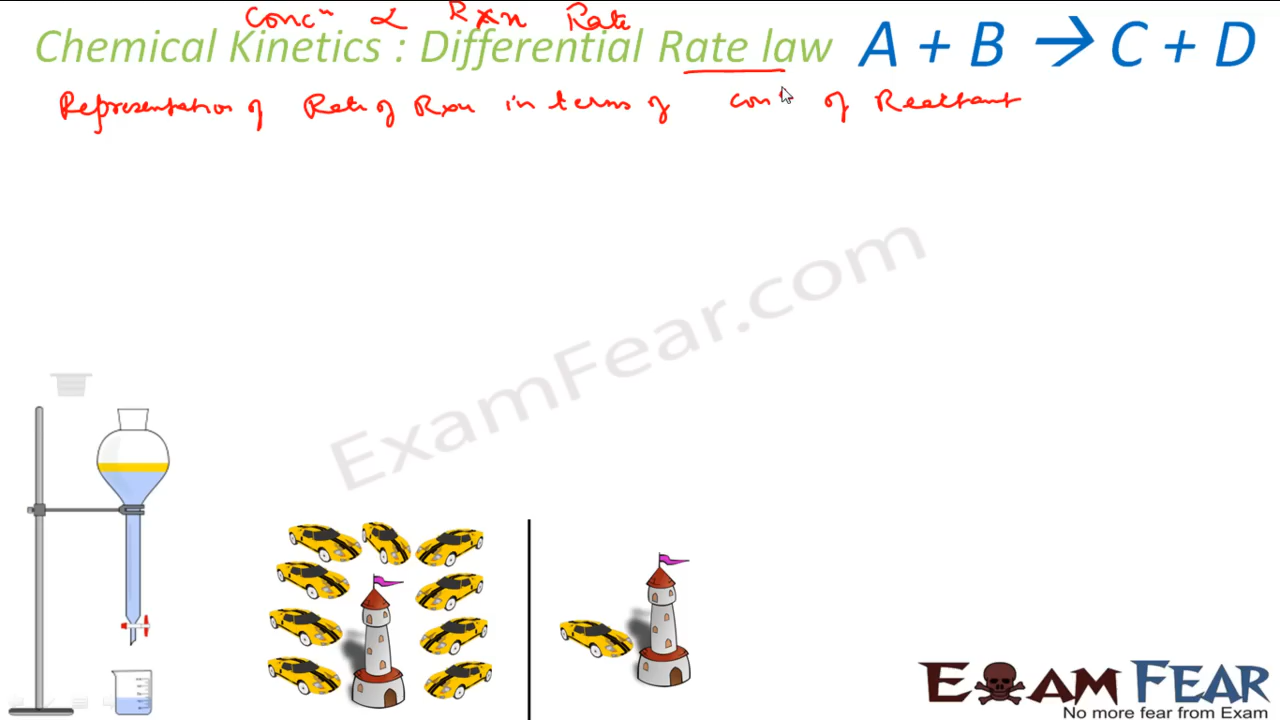 Concⁿ ∝ Rxn Rate
Chemical Kinetics : Differential Rate law A + B → C + D
Representation of Rate of Rxn in terms of con of Reactant
ExamFear.com
EXAM FEAR
No more fear from Exam